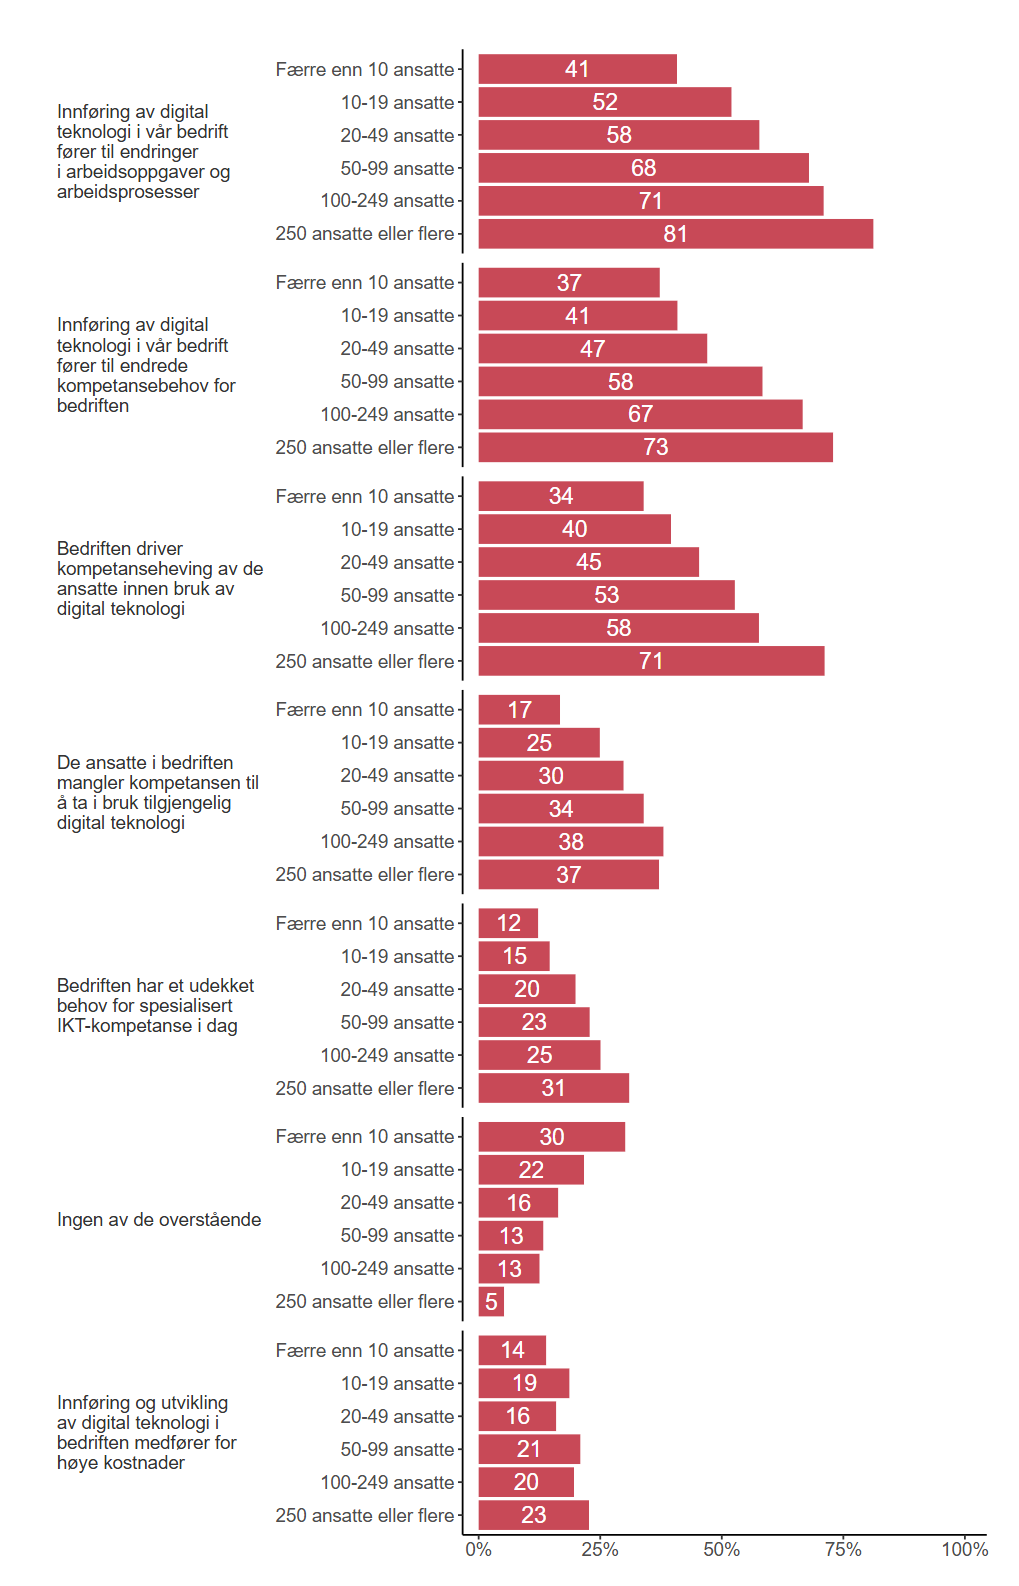 Innføring av digital
teknologi i vår bedrift
fører til endringer
i arbeidsoppgaver og
arbeidsprosesser
Færre enn 10 ansatte 41
10-19 ansatte 52
20-49 ansatte 58
50-99 ansatte 68
100-249 ansatte 71
250 ansatte eller flere 81
Innføring av digital
teknologi i vår bedrift
fører til endrede
kompetansebehov for
bedriften
Færre enn 10 ansatte 37
10-19 ansatte 41
20-49 ansatte 47
50-99 ansatte 58
100-249 ansatte 67
250 ansatte eller flere 73
Bedriften driver
kompetanseheving av de
ansatte innen bruk av
digital teknologi
Færre enn 10 ansatte 34
10-19 ansatte 40
20-49 ansatte 45
50-99 ansatte 53
100-249 ansatte 58
250 ansatte eller flere 71
De ansatte i bedriften
mangler kompetansen til
å ta i bruk tilgjengelig
digital teknologi
Færre enn 10 ansatte 17
10-19 ansatte 25
20-49 ansatte 30
50-99 ansatte 34
100-249 ansatte 38
250 ansatte eller flere 37
Bedriften har et udekket
behov for spesialisert
IKT-kompetanse i dag
Færre enn 10 ansatte 12
10-19 ansatte 15
20-49 ansatte 20
50-99 ansatte 23
100-249 ansatte 25
250 ansatte eller flere 31
Ingen av de overstående
Færre enn 10 ansatte 30
10-19 ansatte 22
20-49 ansatte 16
50-99 ansatte 13
100-249 ansatte 13
250 ansatte eller flere 5
Innføring og utvikling
av digital teknologi i
bedriften medfører for
høye kostnader
Færre enn 10 ansatte 14
10-19 ansatte 19
20-49 ansatte 16
50-99 ansatte 21
100-249 ansatte 20
250 ansatte eller flere 23
0% 25% 50% 75% 100%